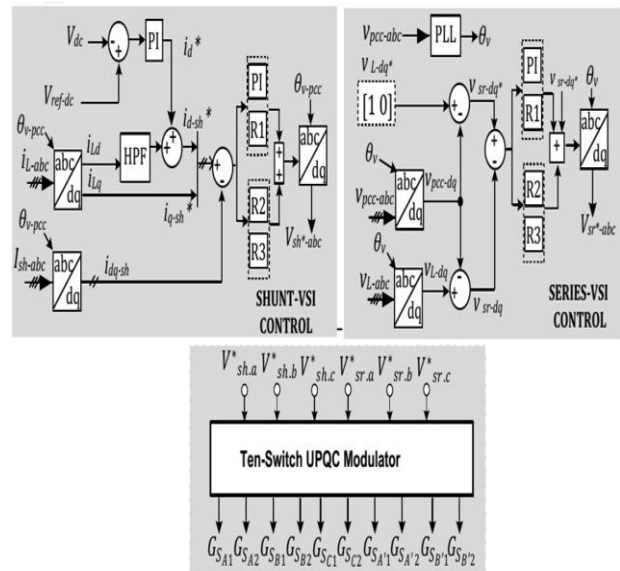 V_dc
PI
i_d*
V_ref-dc
θ_v-pcc
i_L-abc
abc
dq
i_Ld
HPF
i_d-sh*
i_Lq
i_q-sh*
PI
R1
R2
R3
θ_v-pcc
abc
dq
V_sh*-abc
θ_v-pcc
I_sh-abc
abc
dq
i_dq-sh
SHUNT-VSI
CONTROL
v_pcc-abc
PLL
θ_v
v_L-dq*
[1 0]
v_sr-dq*
PI
R1
R2
R3
v_sr-dq*
θ_v
abc
dq
V_sr*-abc
θ_v
v_pcc-abc
abc
dq
v_pcc-dq
θ_v
v_L-abc
abc
dq
v_L-dq
v_sr-dq
SERIES-VSI
CONTROL
V*_sh.a V*_sh.b V*_sh.c V*_sr.a V*_sr.b V*_sr.c
Ten-Switch UPQC Modulator
G_SA1 G_SA2 G_SB1 G_SB2 G_SC1 G_SC2 G_SA'1 G_SA'2 G_SB'1 G_SB'2